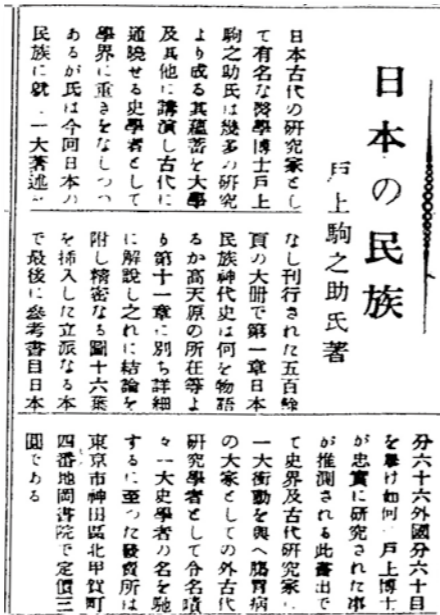 日本の民族
戸上駒之助氏著
日本古代の研究家とし
て有名な醫學博士戸上
駒之助氏は幾多の研究
より成る其蘊蓄を大學
及其他に講演し古代に
通曉せる史學者として
學界に重きをなしつつ
あるが氏は今回日本の
民族に就 一大著述を
なし刊行された五百餘
頁の大册で第一章日本
民族神代史は何を物語
るか高天原の所在等よ
り第十一章に別ち詳細
に解說し之れに結論を
附し精密なる圖十六葉
を挿入した立派なる本
で最後に參考書目日本
分六十六外國分六十目
を擧け如何 戸上博士
が忠實に研究された事
が推測される此書出で
て史界及古代研究家に
一大衝動を與へ腸胃病
の大家としての外古代
研究學者として令名嘖
々一大史學者の名を馳
するに至つた發賣所は
東京市神田區北甲賀町
四番地岡書院で定價三
圓である